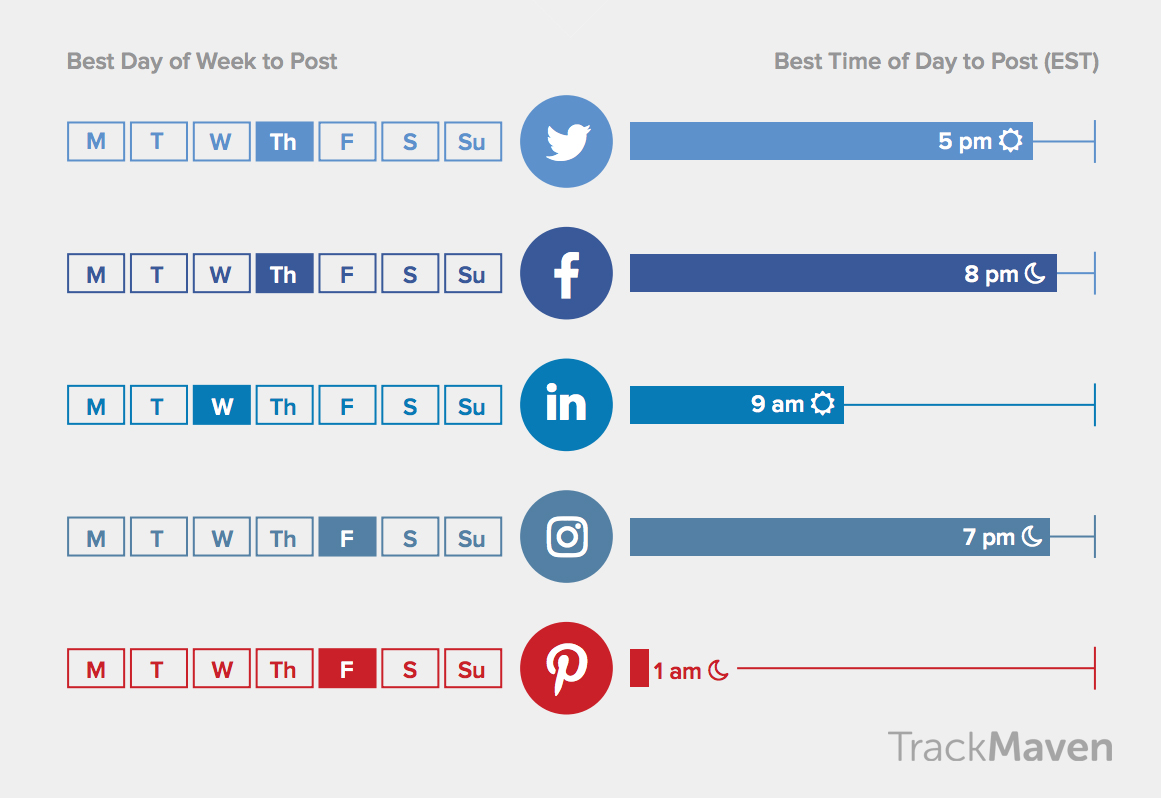 Best Day of Week to Post Best Time of Day to Post (EST)
M T W Th F S Su 5 pm
M T W Th F S Su f 8 pm
M T W Th F S Su in 9 am
M T W Th F S Su 7 pm
M T W Th F S Su 1 am
TrackMaven